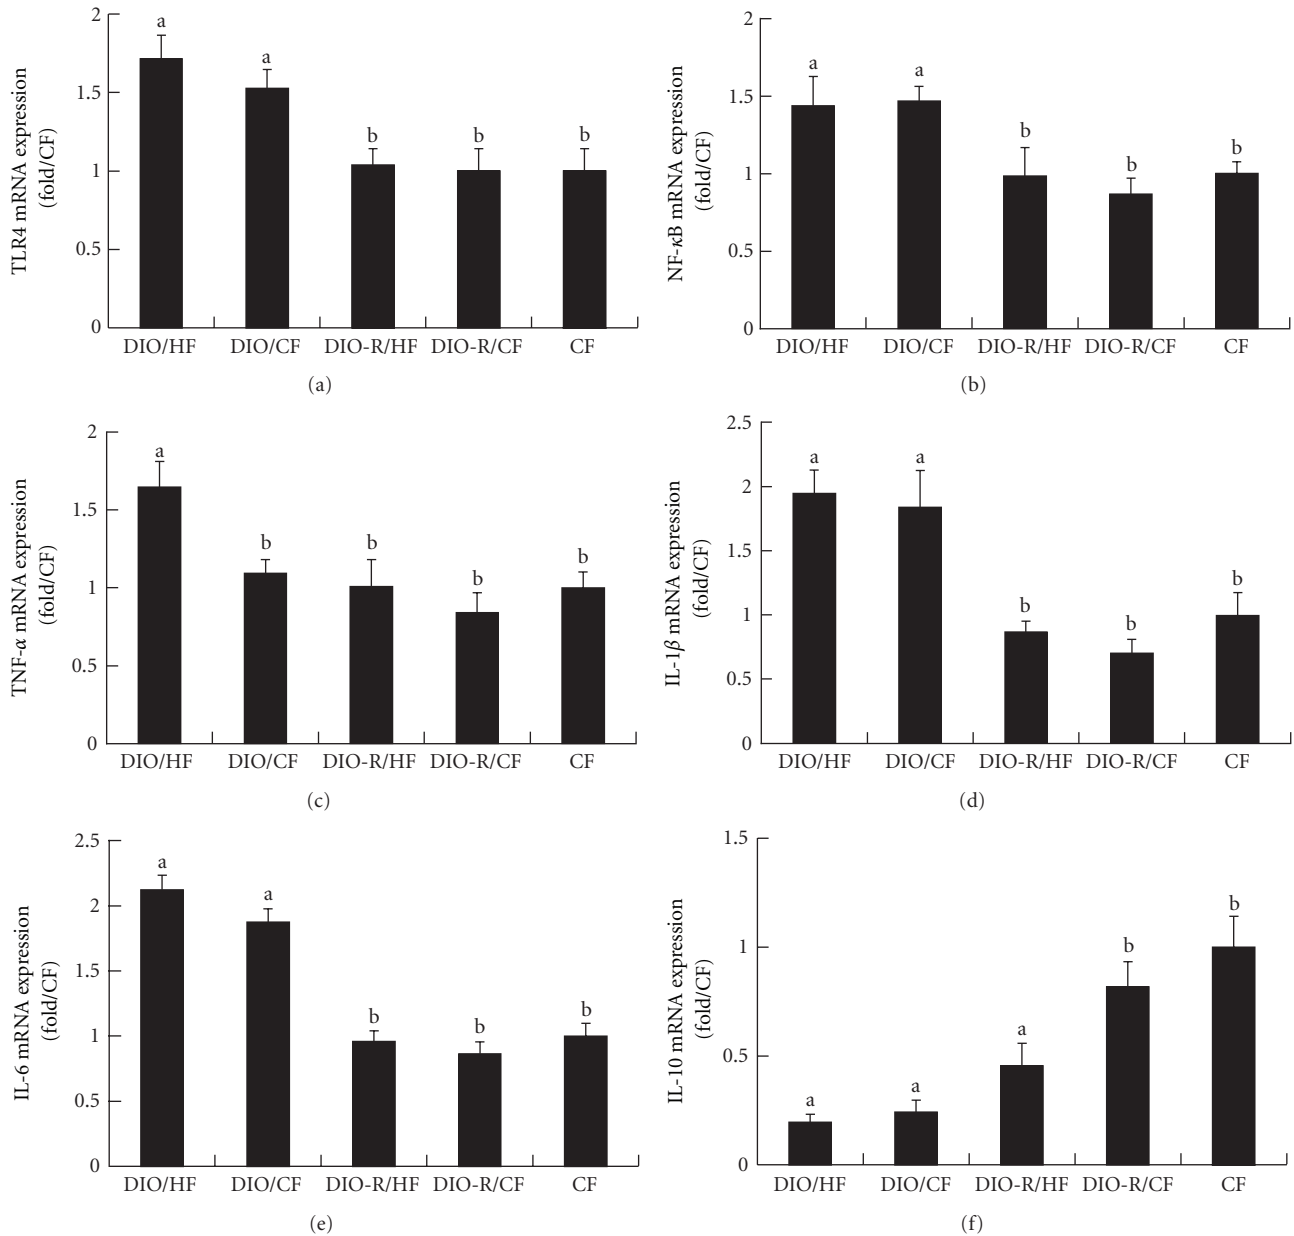 TLR4 mRNA expression
(fold/CF)
2
1.5
1
0.5
0
a
a
b
b
b
DIO/HF DIO/CF DIO-R/HF DIO-R/CF CF
(a)
NF-κB mRNA expression
(fold/CF)
2
1.5
1
0.5
0
a
a
b
b
b
DIO/HF DIO/CF DIO-R/HF DIO-R/CF CF
(b)
TNF-α mRNA expression
(fold/CF)
2
1.5
1
0.5
0
a
b
b
b
b
DIO/HF DIO/CF DIO-R/HF DIO-R/CF CF
(c)
IL-1β mRNA expression
(fold/CF)
2.5
2
1.5
1
0.5
0
a
a
b
b
b
DIO/HF DIO/CF DIO-R/HF DIO-R/CF CF
(d)
IL-6 mRNA expression
(fold/CF)
2.5
2
1.5
1
0.5
0
a
a
b
b
b
DIO/HF DIO/CF DIO-R/HF DIO-R/CF CF
(e)
IL-10 mRNA expression
(fold/CF)
1.5
1
0.5
0
a
a
a
b
b
DIO/HF DIO/CF DIO-R/HF DIO-R/CF CF
(f)